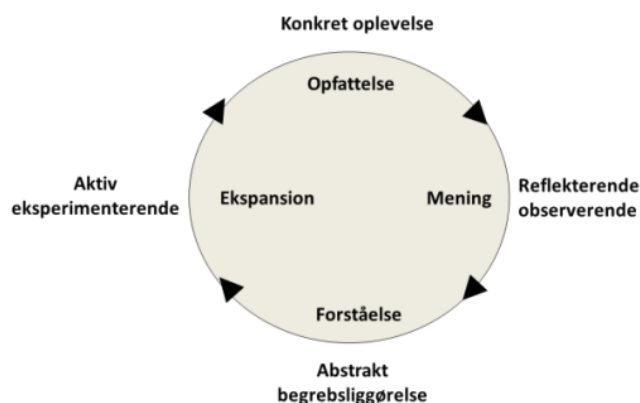 Konkret oplevelse
Opfattelse
Aktiv
eksperimenterende
Ekspansion
Mening
Reflekterende
observerende
Forståelse
Abstrakt
begrebsliggørelse